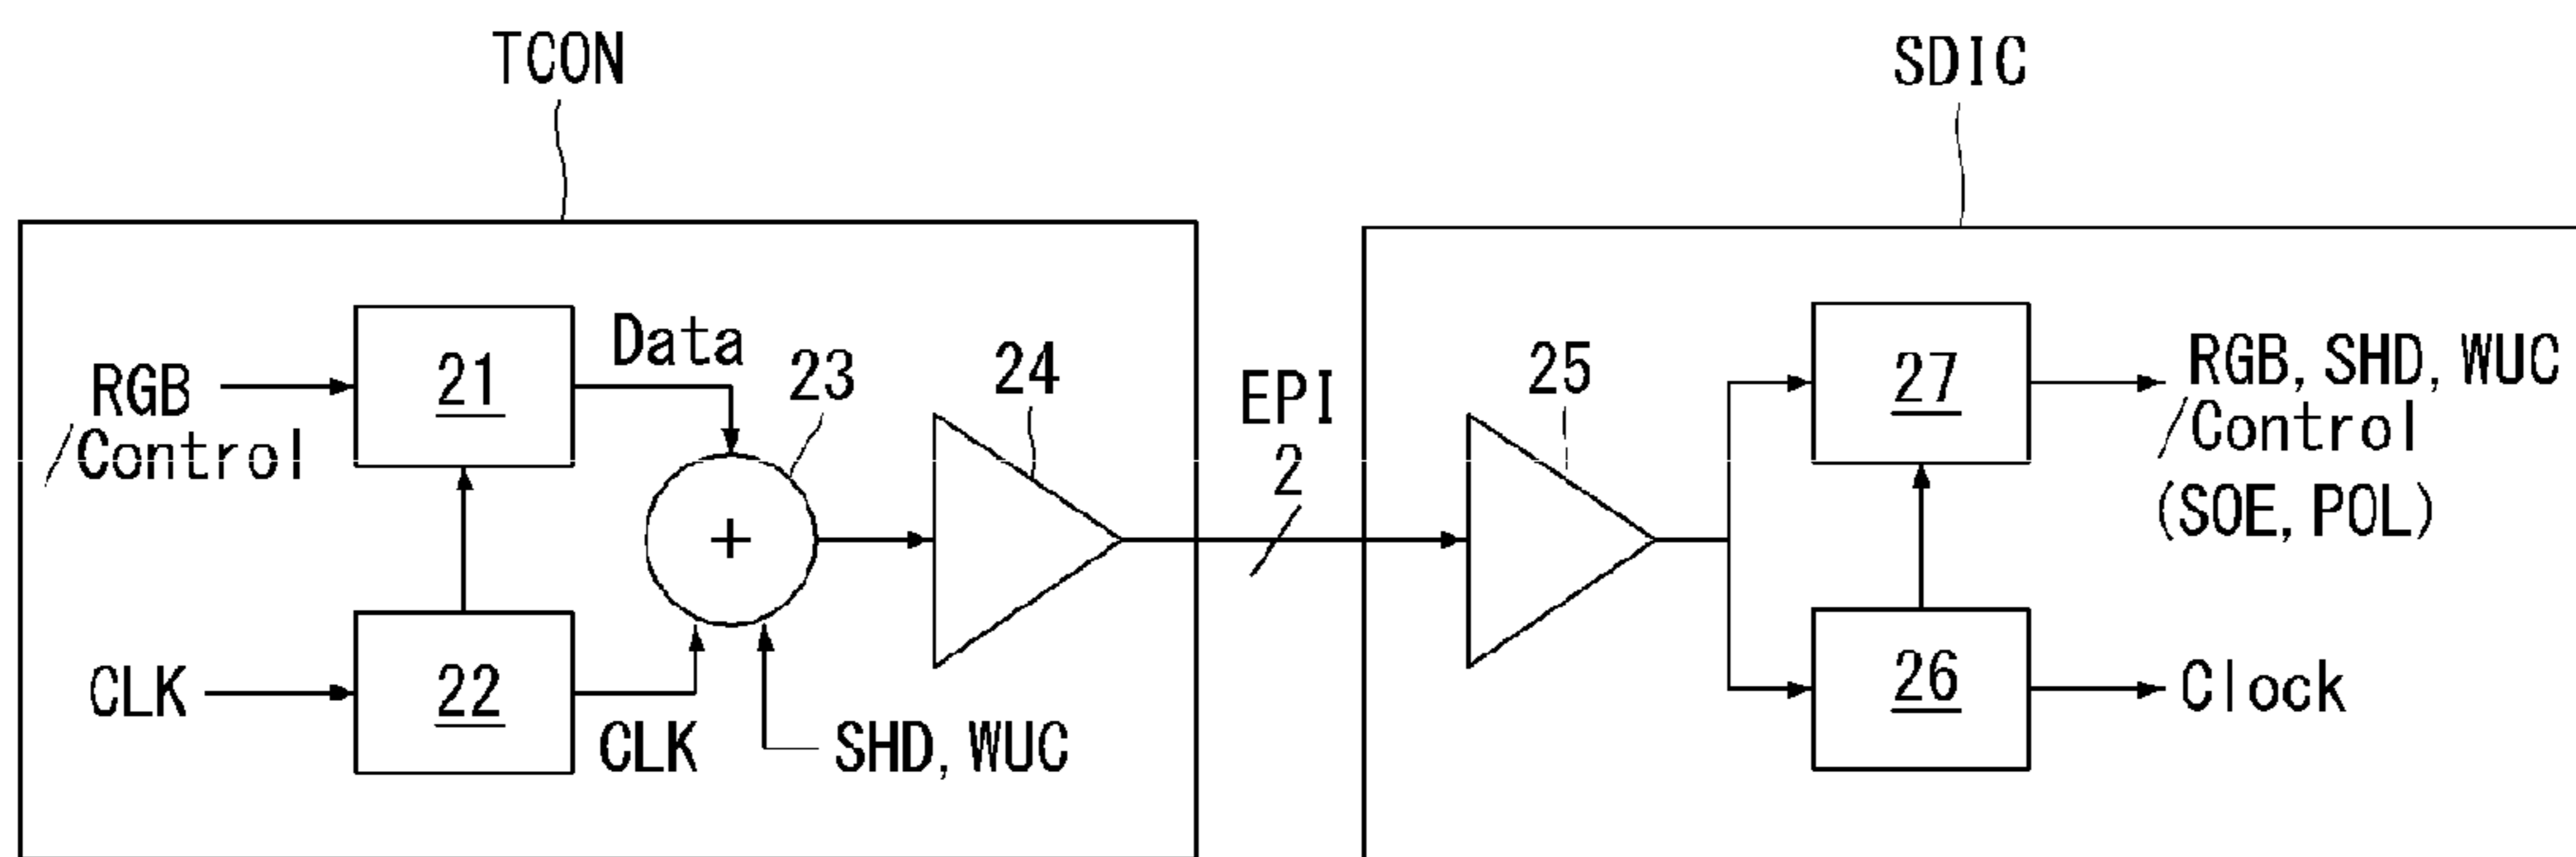 TCON
SDIC
RGB
/Control
21
Data
23
24
EPI
2
25
27
RGB, SHD, WUC
/Control
(SOE, POL)
+
CLK
22
CLK
SHD, WUC
26
Clock